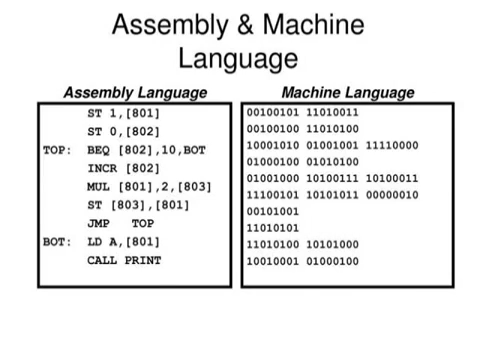 Assembly & Machine
Language
Assembly Language
ST 1,[801]
ST 0,[802]
TOP: BEQ [802],10,BOT
INCR [802]
MUL [801],2,[803]
ST [803],[801]
JMP TOP
BOT: LD A,[801]
CALL PRINT
Machine Language
00100101 11010011
00100100 11010100
10001010 01001001 11110000
01000100 01010100
01001000 10100111 10100011
11100101 10101011 00000010
00101001
11010101
11010100 10101000
10010001 01000100